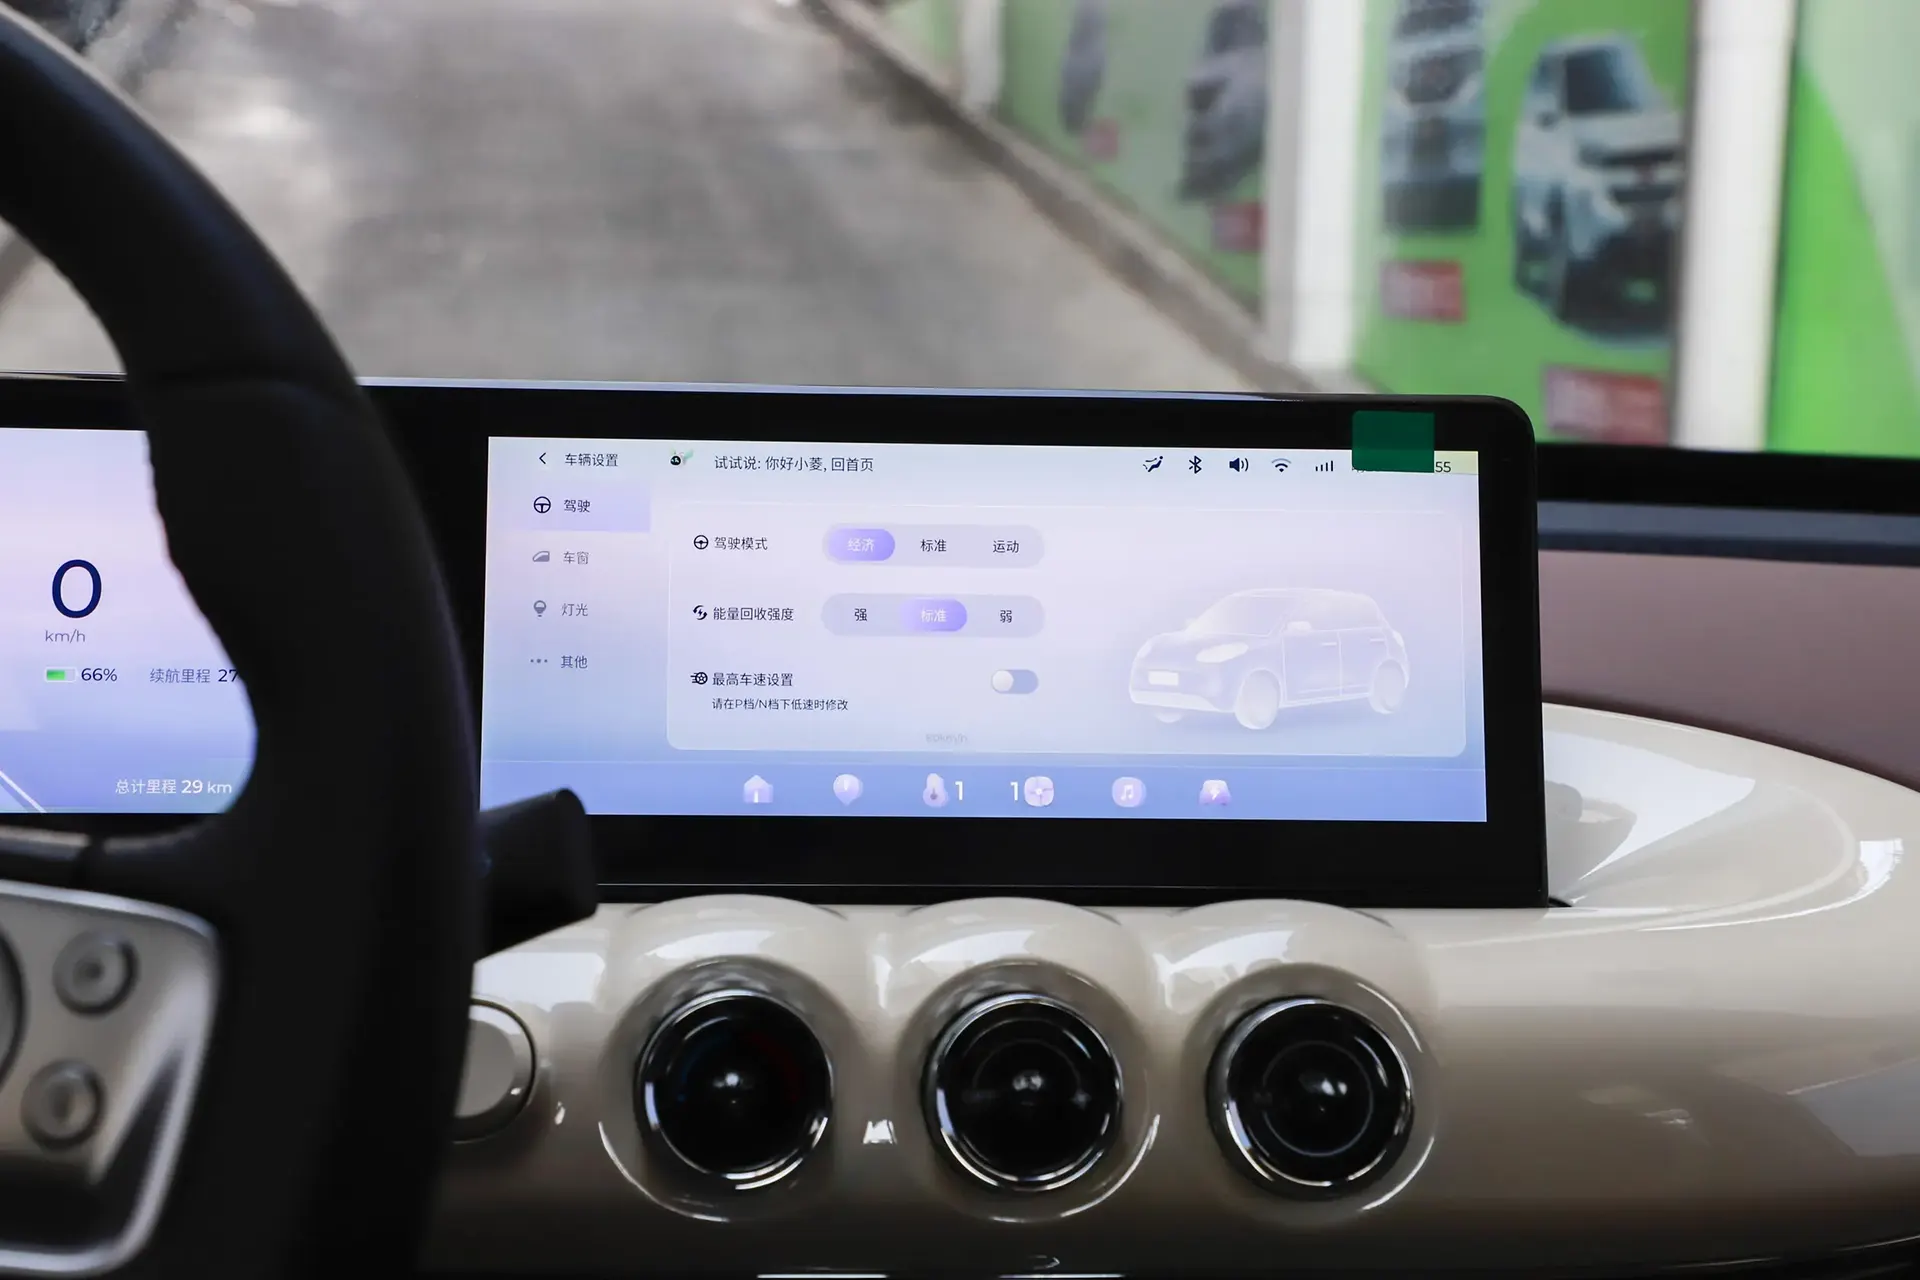 0
km/h
66%
续航里程 27
总计里程 29 km
车辆设置
试试说: 你好小菱, 回首页
55
驾驶
车窗
灯光
其他
驾驶模式 经济 标准 运动
能量回收强度 强 标准 弱
最高车速设置
请在P档/N档下低速时修改
1 1